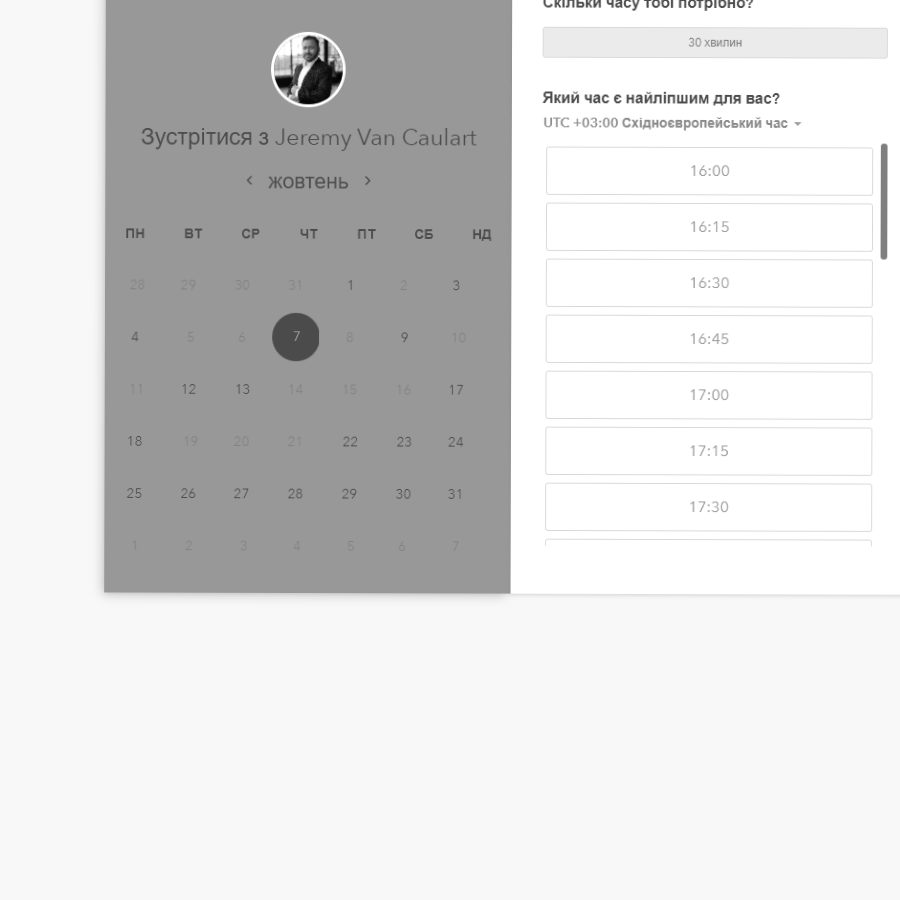 Зустрітися з Jeremy Van Caulart
жовтень
ПН ВТ СР ЧТ ПТ СБ НД
28 29 30 31 1 2 3
4 5 6 7 8 9 10
11 12 13 14 15 16 17
18 19 20 21 22 23 24
25 26 27 28 29 30 31
1 2 3 4 5 6 7
Скільки часу тобі потрібно?
30 хвилин
Який час є найліпшим для вас?
UTC +03:00 Східноєвропейський час
16:00
16:15
16:30
16:45
17:00
17:15
17:30